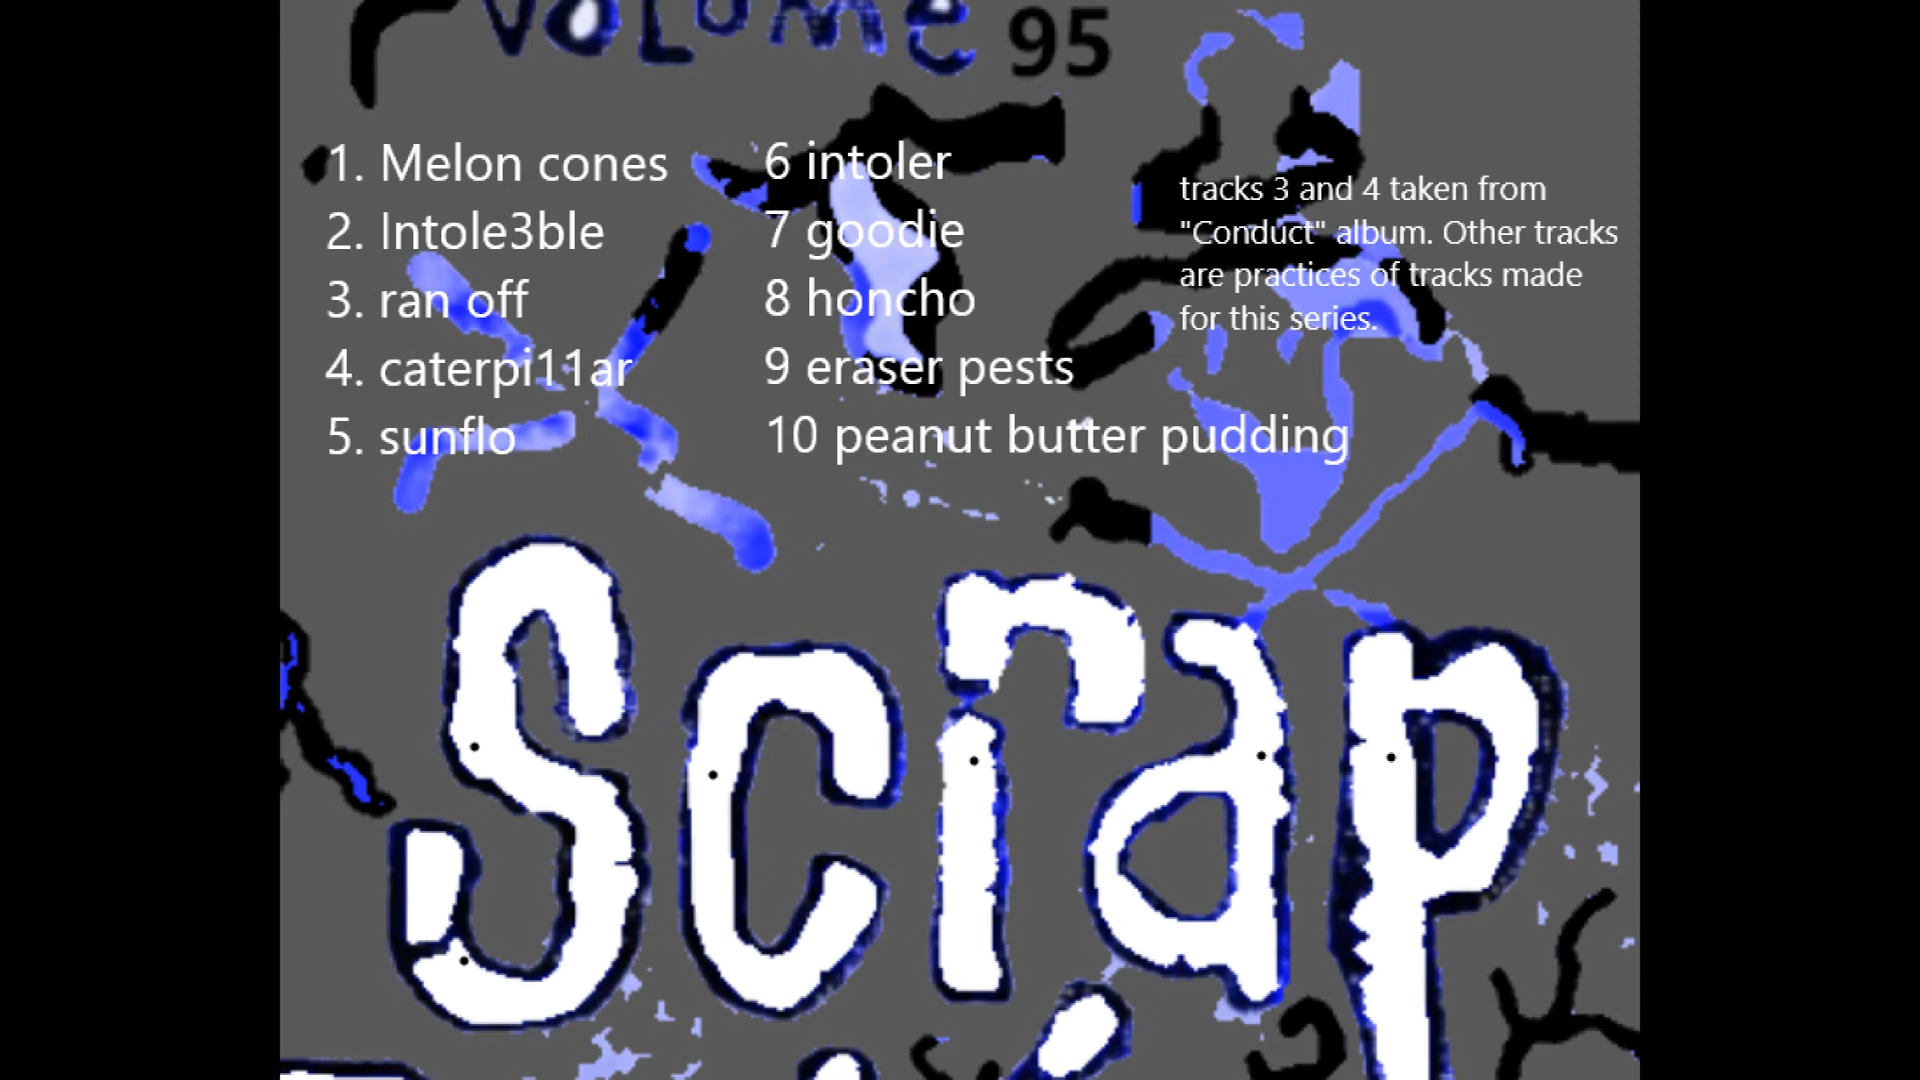 VoLUMe 95
1. Melon cones
2. Intole3ble
3. ran off
4. caterpi11ar
5. sunflo
6 intoler
7 goodie
8 honcho
9 eraser pests
10 peanut butter pudding
tracks 3 and 4 taken from
"Conduct" album. Other tracks
are practices of tracks made
for this series.
Scrap